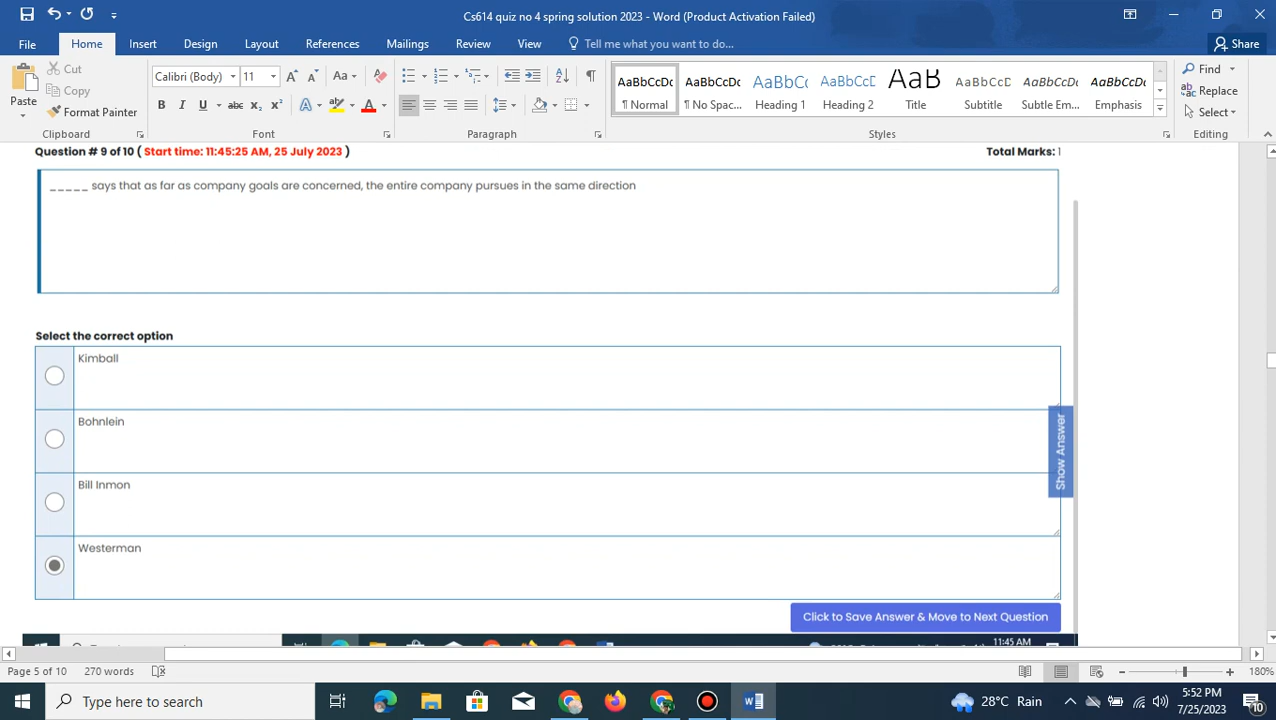 Cs614 quiz no 4 spring solution 2023 - Word (Product Activation Failed)
File Home Insert Design Layout References Mailings Review View Tell me what you want to do... Share
Paste Cut Copy Format Painter Clipboard
Calibri (Body) 11 A A Aa B I U abc X₂ X² A A Font
Paragraph
AaBbCcDc ¶ Normal
AaBbCcDc ¶ No Spac...
AaBbCc Heading 1
AaBbCcD Heading 2
AaB Title
AaBbCcD Subtitle
AaBbCcDc Subtle Em...
AaBbCcDc Emphasis
Styles
Find Replace Select Editing
Question # 9 of 10 ( Start time: 11:45:25 AM, 25 July 2023 ) Total Marks: 1
_ _ _ _ _ says that as far as company goals are concerned, the entire company pursues in the same direction
Select the correct option
Kimball
Bohnlein
Bill Inmon
Westerman
Show Answer
Click to Save Answer & Move to Next Question
11:45 AM
Page 5 of 10 270 words 180%
Type here to search 28°C Rain 5:52 PM
7/25/2023 10